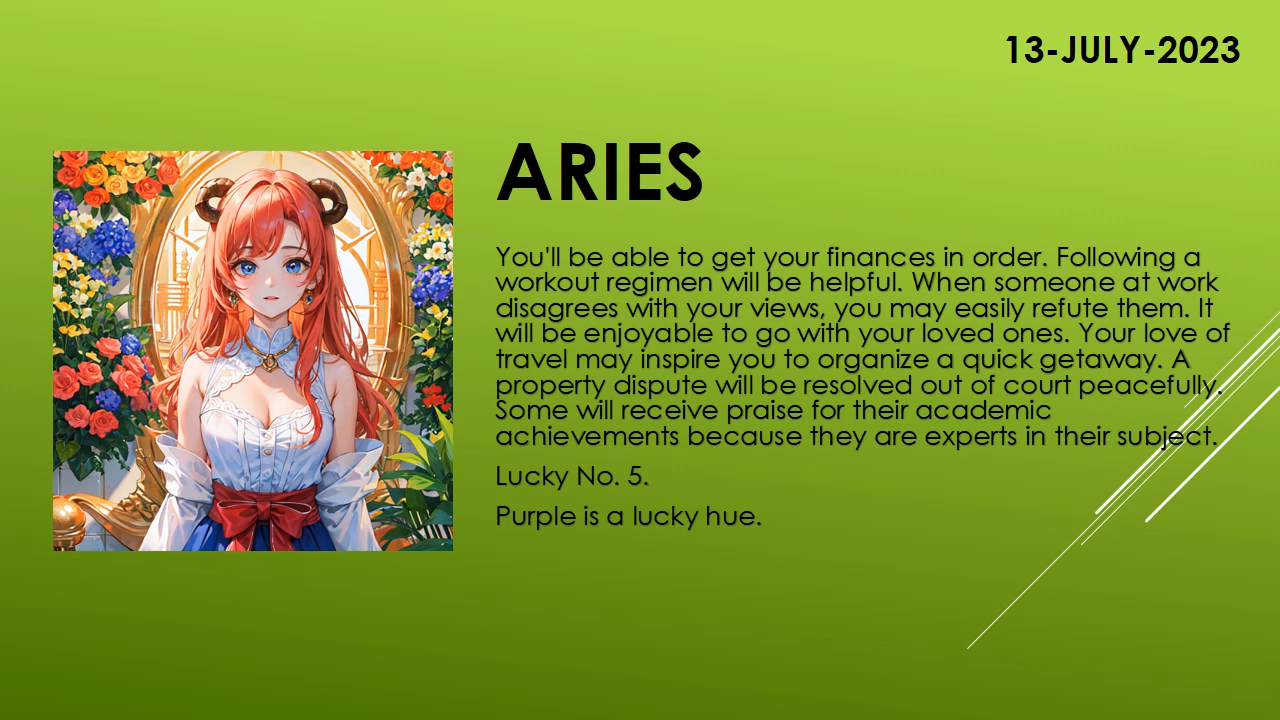 13-JULY-2023
ARIES
You'll be able to get your finances in order. Following a
workout regimen will be helpful. When someone at work
disagrees with your views, you may easily refute them. It
will be enjoyable to go with your loved ones. Your love of
travel may inspire you to organize a quick getaway. A
property dispute will be resolved out of court peacefully.
Some will receive praise for their academic
achievements because they are experts in their subject.
Lucky No. 5.
Purple is a lucky hue.